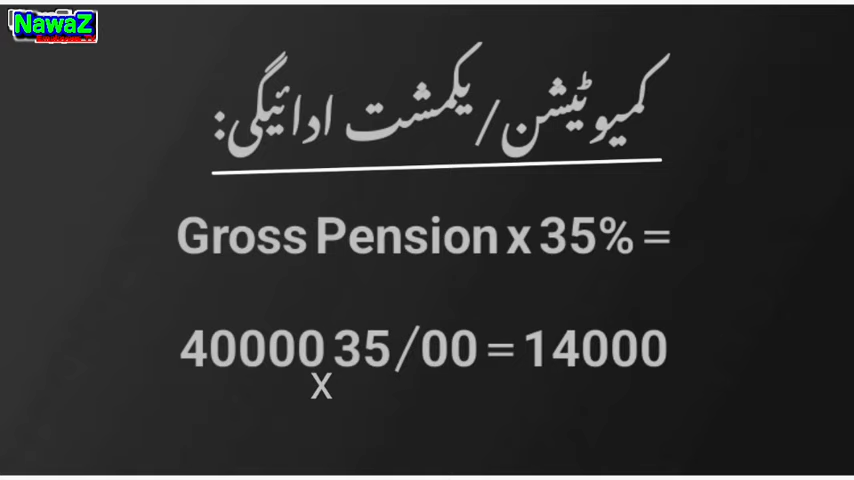 NawaZ
کمیوٹیشن/یکمشت ادائیگی:
Gross Pension x 35% =
40000 x 35/00 = 14000